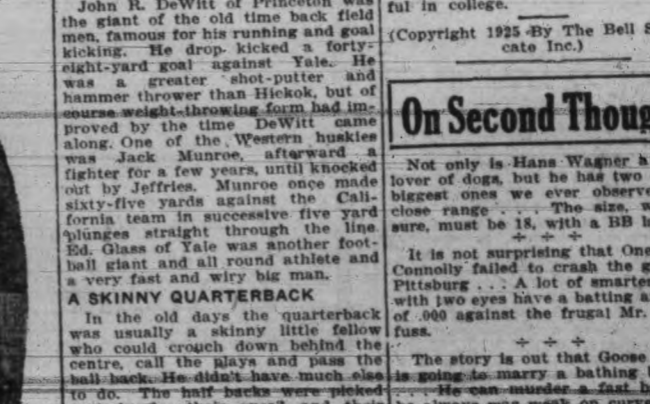 John R. DeWitt of Princeton was
the giant of the old time back field
men, famous for his running and goal
kicking. He drop kicked a forty-
eight-yard goal against Yale. He
was a greater shot-putter and
hammer thrower than Hickok, but of
course weight-throwing form had im-
proved by the time DeWitt came
along. One of the Western huskies
was Jack Munroe, afterward a
fighter for a few years, until knocked
out by Jeffries. Munroe once made
sixty-five yards against the Cali-
fornia team in successive five yard
plunges straight through the line.
Ed. Glass of Yale was another foot-
ball giant and all round athlete and
a very fast and wiry big man.
A SKINNY QUARTERBACK
In the old days the quarterback
was usually a skinny little fellow
who could crouch down behind the
centre, call the plays and pass the
ball back. He didn't have much else
to do. The half backs were picked
ful in college.
(Copyright 1925 By The Bell S
cate Inc.)
On Second Thoug
Not only is Hans Wagner a
lover of dogs, but he has two
biggest ones we ever observe
close range . . . The size, w
sure, must be 18, with a BB l
It is not surprising that One
Connolly failed to crash the g
Pittsburg . . . A lot of smarte
with two eyes have a batting a
of .000 against the frugal Mr.
fuss.
The story is out that Goose
is going to marry a bathing
. . . He can murder a fast b